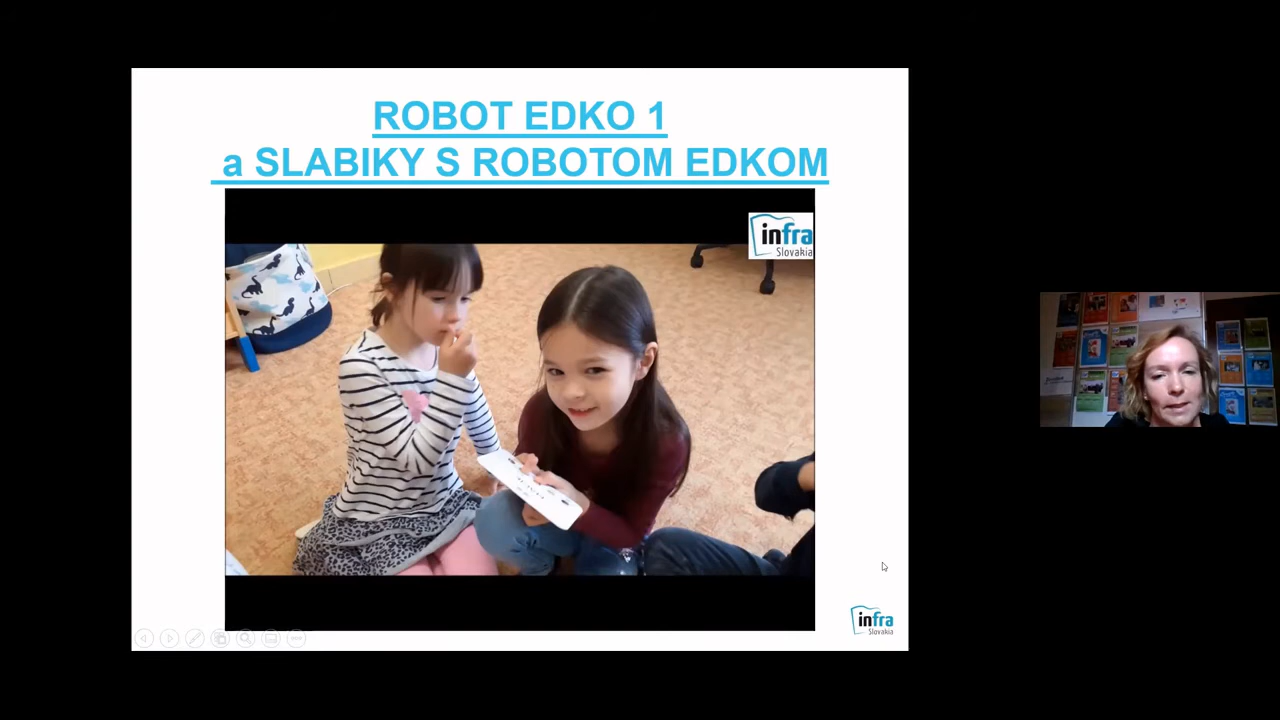 ROBOT EDKO 1
a SLABIKY S ROBOTOM EDKOM
infra
Slovakia
infra
Slovakia